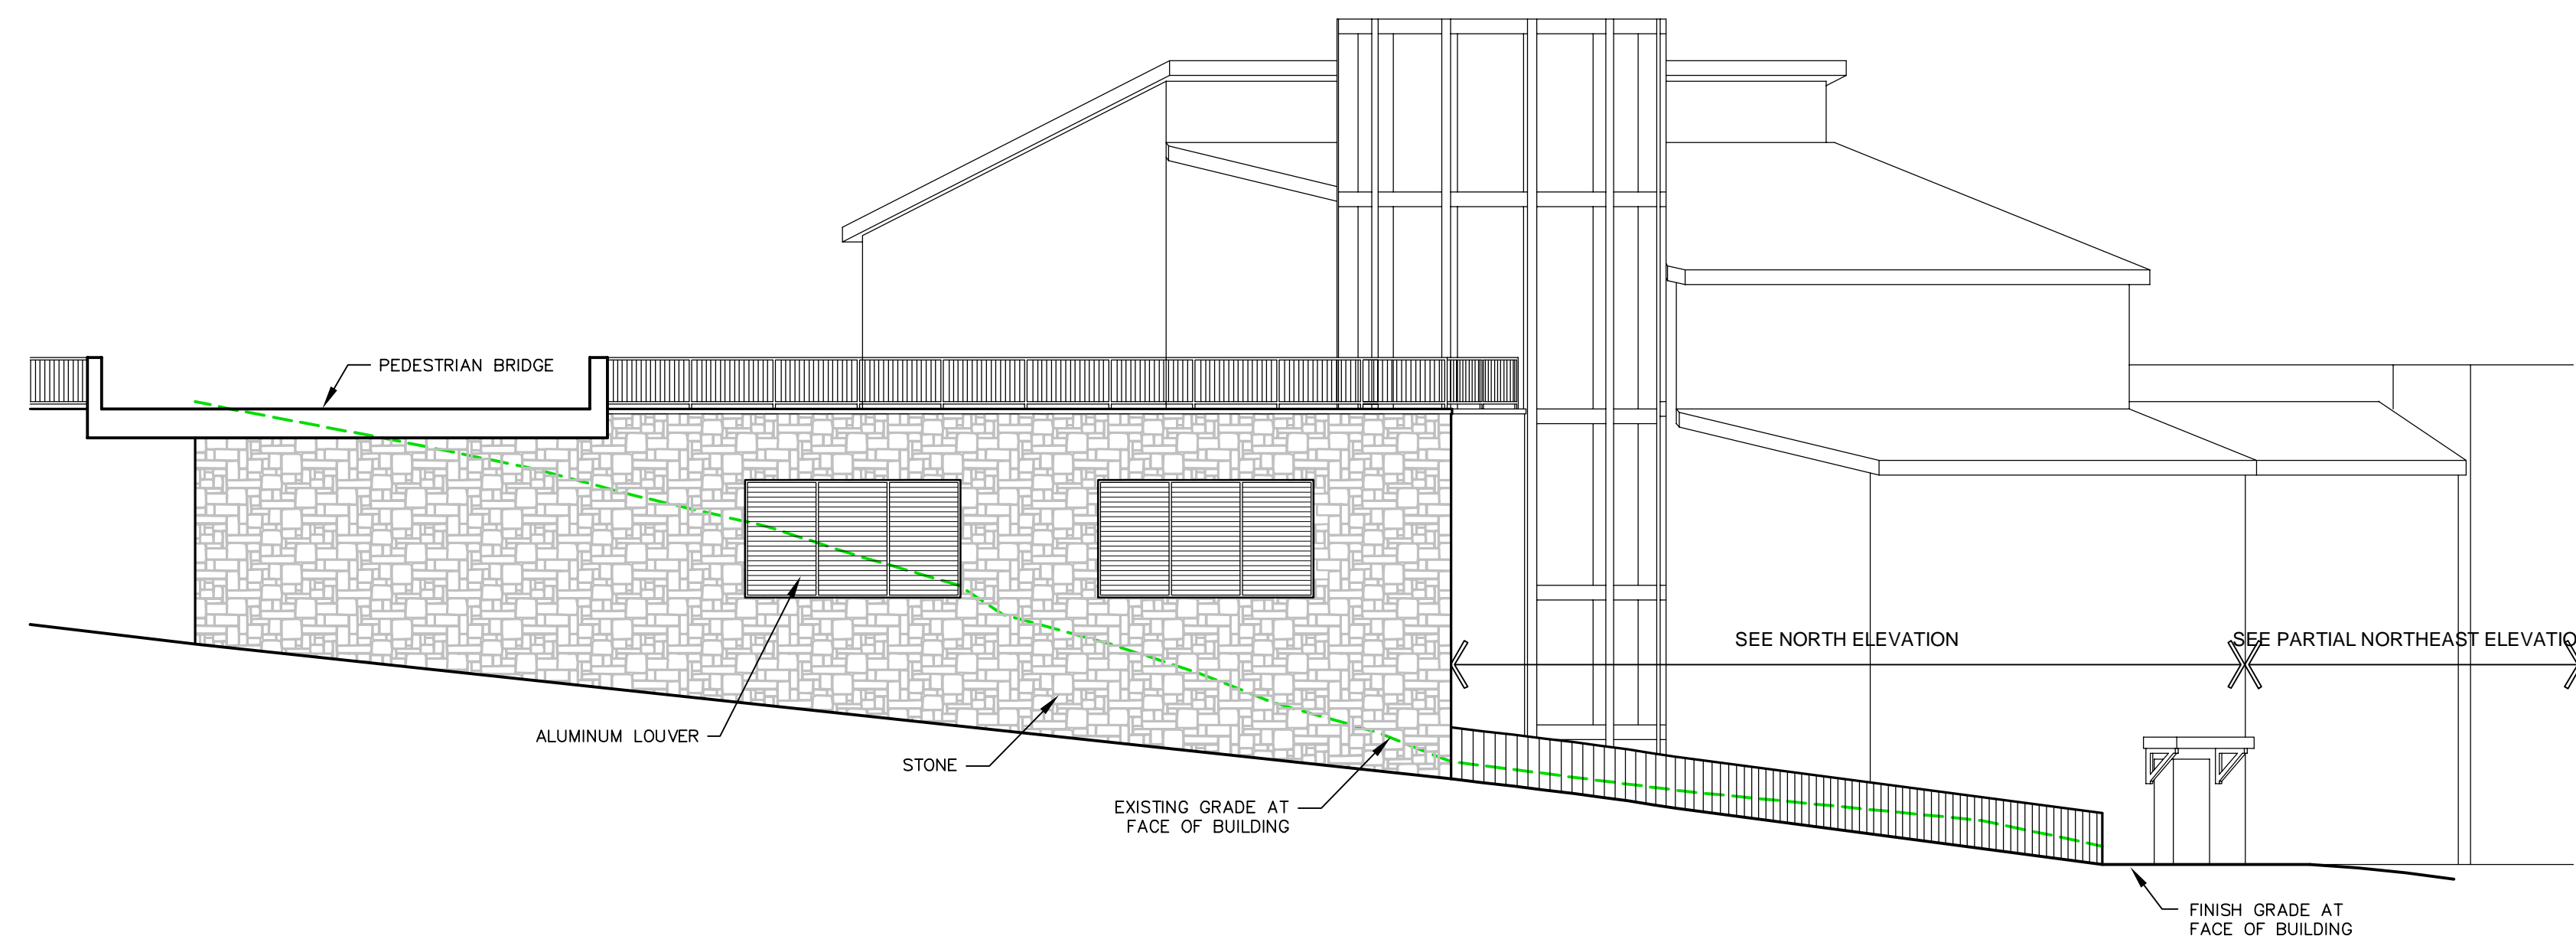 PEDESTRIAN BRIDGE
SEE NORTH ELEVATION
SEE PARTIAL NORTHEAST ELEVATIO
ALUMINUM LOUVER
STONE
EXISTING GRADE AT
FACE OF BUILDING
FINISH GRADE AT
FACE OF BUILDING